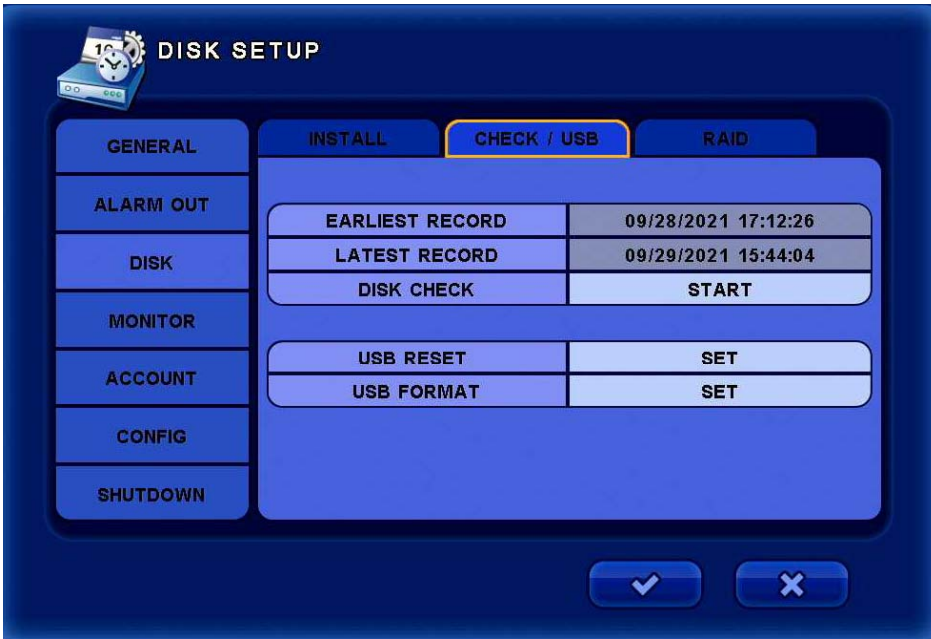 DISK SETUP
GENERAL
ALARM OUT
DISK
MONITOR
ACCOUNT
CONFIG
SHUTDOWN
INSTALL
CHECK / USB
RAID
EARLIEST RECORD 09/28/2021 17:12:26
LATEST RECORD 09/29/2021 15:44:04
DISK CHECK START
USB RESET SET
USB FORMAT SET